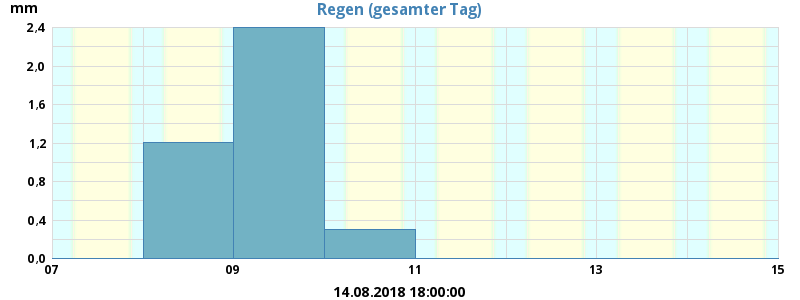 Regen (gesamter Tag)
mm
2,4
2,0
1,6
1,2
0,8
0,4
0,0
07 09 11 13 15
14.08.2018 18:00:00